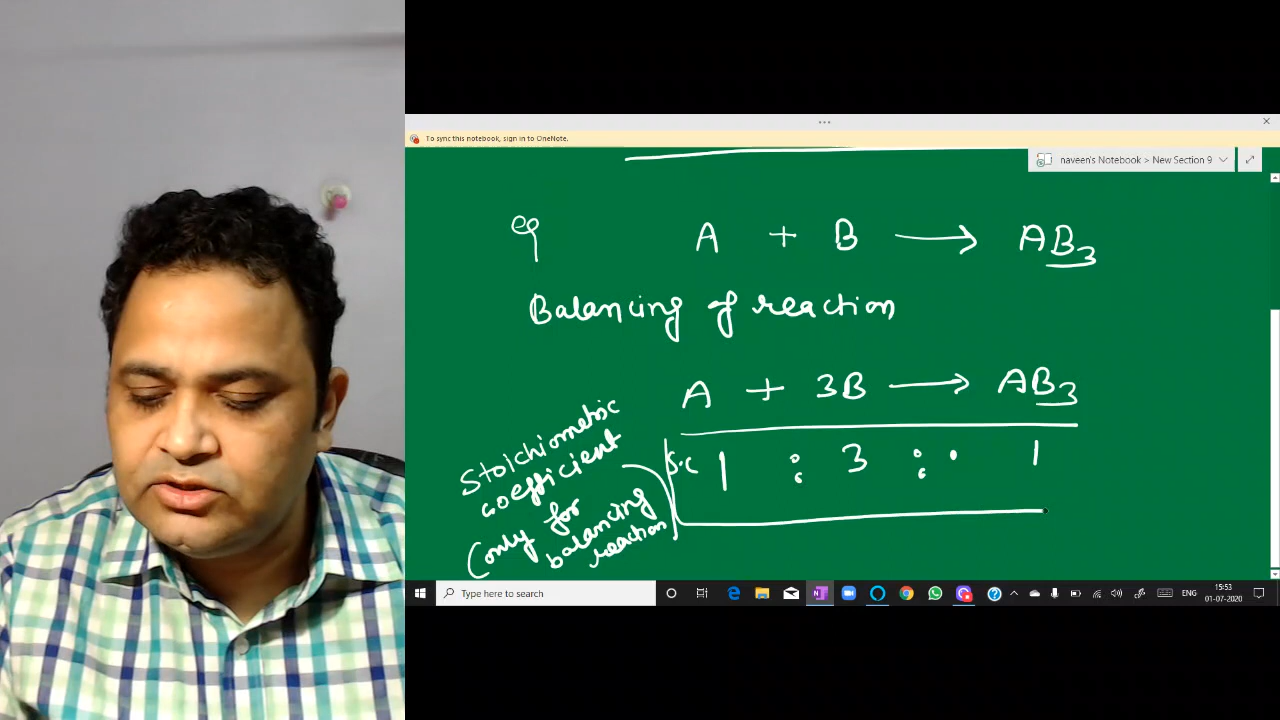 To sync this notebook, sign in to OneNote.
naveen's Notebook > New Section 9
eg A + B → AB₃
Balancing of reaction
A + 3B → AB₃
S.C 1 : 3 : 1
Stoichiometric
coefficient
(only for
balancing
reaction
Type here to search
ENG
15:53
01-07-2020